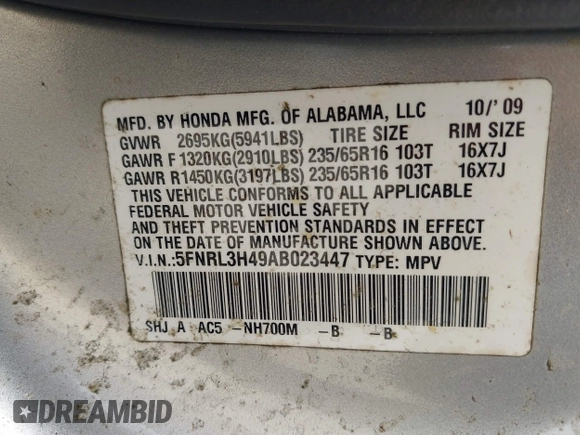 MFD. BY HONDA MFG. OF ALABAMA, LLC 10/'09
GVWR 2695KG(5941LBS) TIRE SIZE RIM SIZE
GAWR F 1320KG(2910LBS) 235/65R16 103T 16X7J
GAWR R1450KG(3197LBS) 235/65R16 103T 16X7J
THIS VEHICLE CONFORMS TO ALL APPLICABLE
FEDERAL MOTOR VEHICLE SAFETY
AND THEFT PREVENTION STANDARDS IN EFFECT
ON THE DATE OF MANUFACTURE SHOWN ABOVE.
V.I.N.:5FNRL3H49AB023447 TYPE: MPV
SHJ A AC5 -NH700M -B -B
DREAMBID